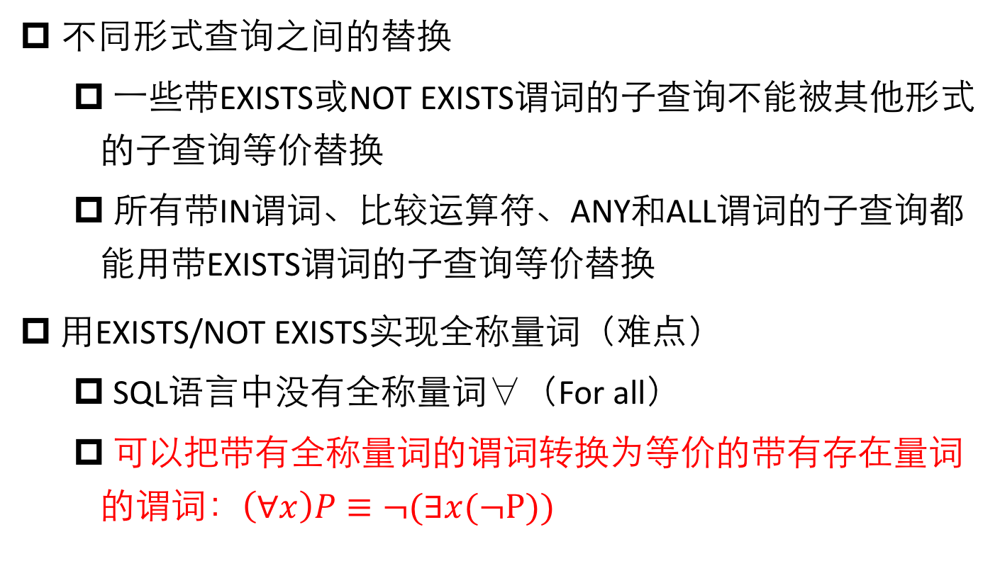 不同形式查询之间的替换
一些带EXISTS或NOT EXISTS谓词的子查询不能被其他形式
的子查询等价替换
所有带IN谓词、比较运算符、ANY和ALL谓词的子查询都
能用带EXISTS谓词的子查询等价替换
用EXISTS/NOT EXISTS实现全称量词（难点）
SQL语言中没有全称量词∀（For all）
可以把带有全称量词的谓词转换为等价的带有存在量词
的谓词：(∀x)P ≡ ¬(∃x(¬P))